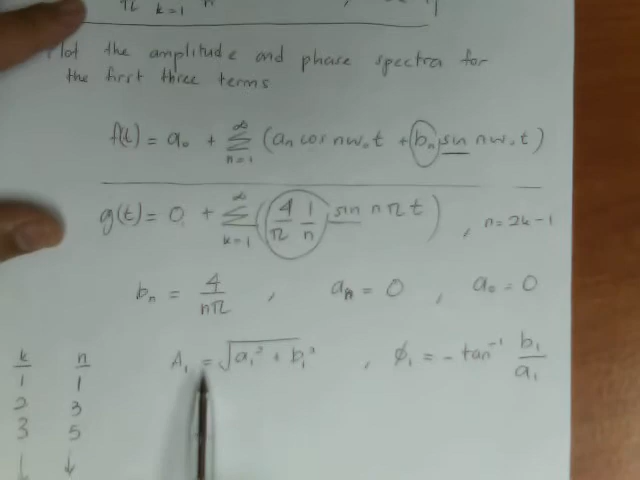 π k=1 n
Plot the amplitude and phase spectra for
the first three terms
f(t) = a₀ + ∞∑n=1 (aₙ cos nω₀t + bₙ sin nω₀t)
g(t) = 0 + ∞∑k=1 (4/π 1/n sin nπt) , n=2k-1
bₙ = 4/nπ , aₙ = 0 , a₀ = 0
A₁ = √a₁² + b₁² , ϕ₁ = -tan⁻¹ b₁/a₁
k n
1 1
2 3
3 5
↓ ↓